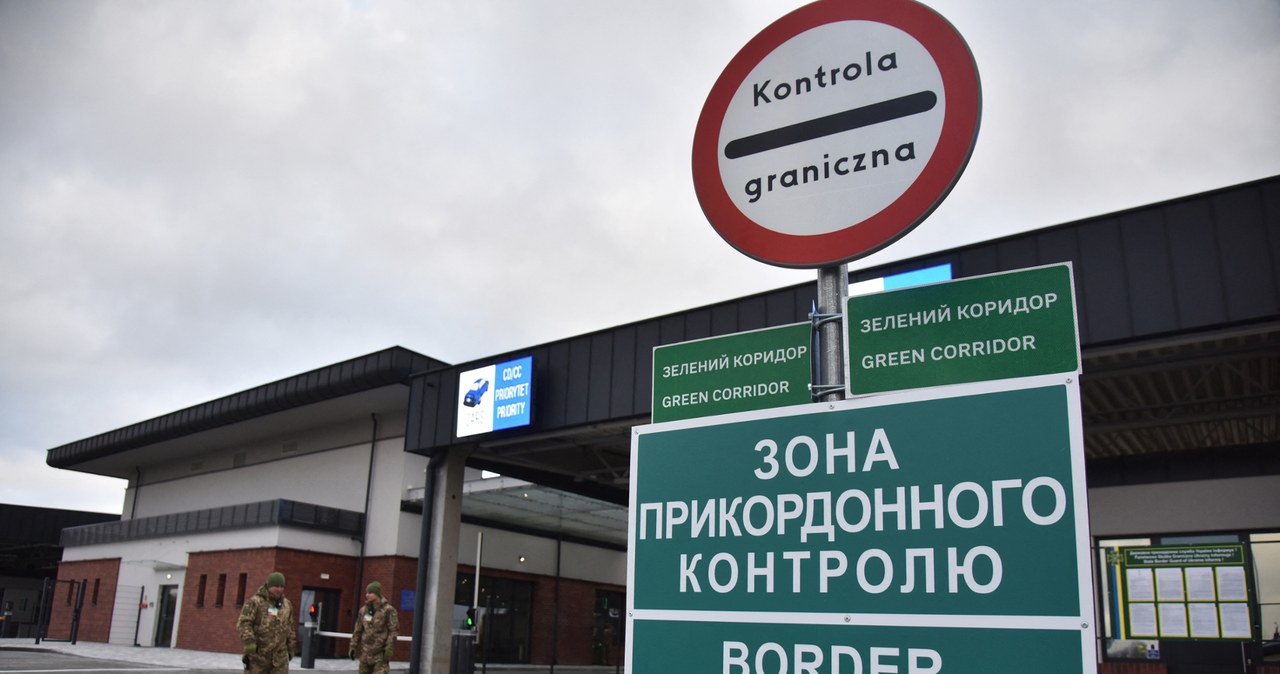 Kontrola
graniczna
ЗЕЛЕНИЙ КОРИДОР
GREEN CORRIDOR
ЗЕЛЕНИЙ КОРИДОР
GREEN CORRIDOR
CD/CC
PRIORYTET
PRIORITY
ЗОНА
ПРИКОРДОННОГО
КОНТРОЛЮ
BORDER